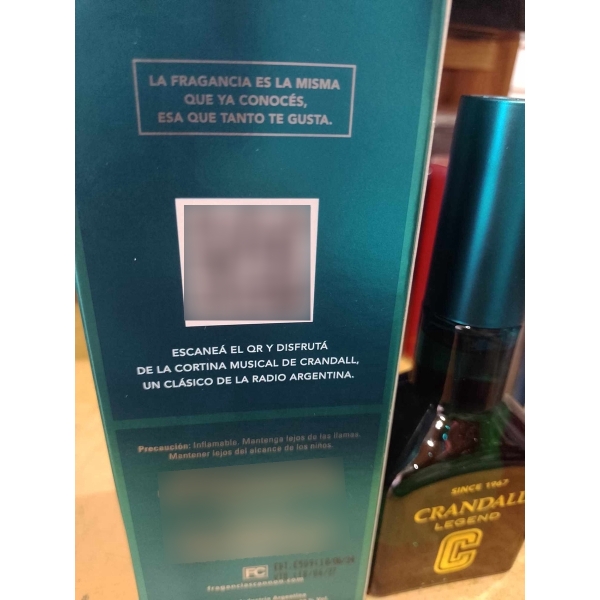 LA FRAGANCIA ES LA MISMA
QUE YA CONOCÉS,
ESA QUE TANTO TE GUSTA.
ESCANEÁ EL QR Y DISFRUTÁ
DE LA CORTINA MUSICAL DE CRANDALL,
UN CLÁSICO DE LA RADIO ARGENTINA.
Precaución: Inflamable. Mantenga lejos de las llamas.
Mantener lejos del alcance de los niños.
FC
SINCE 1967
CRANDALL
LEGEND
C